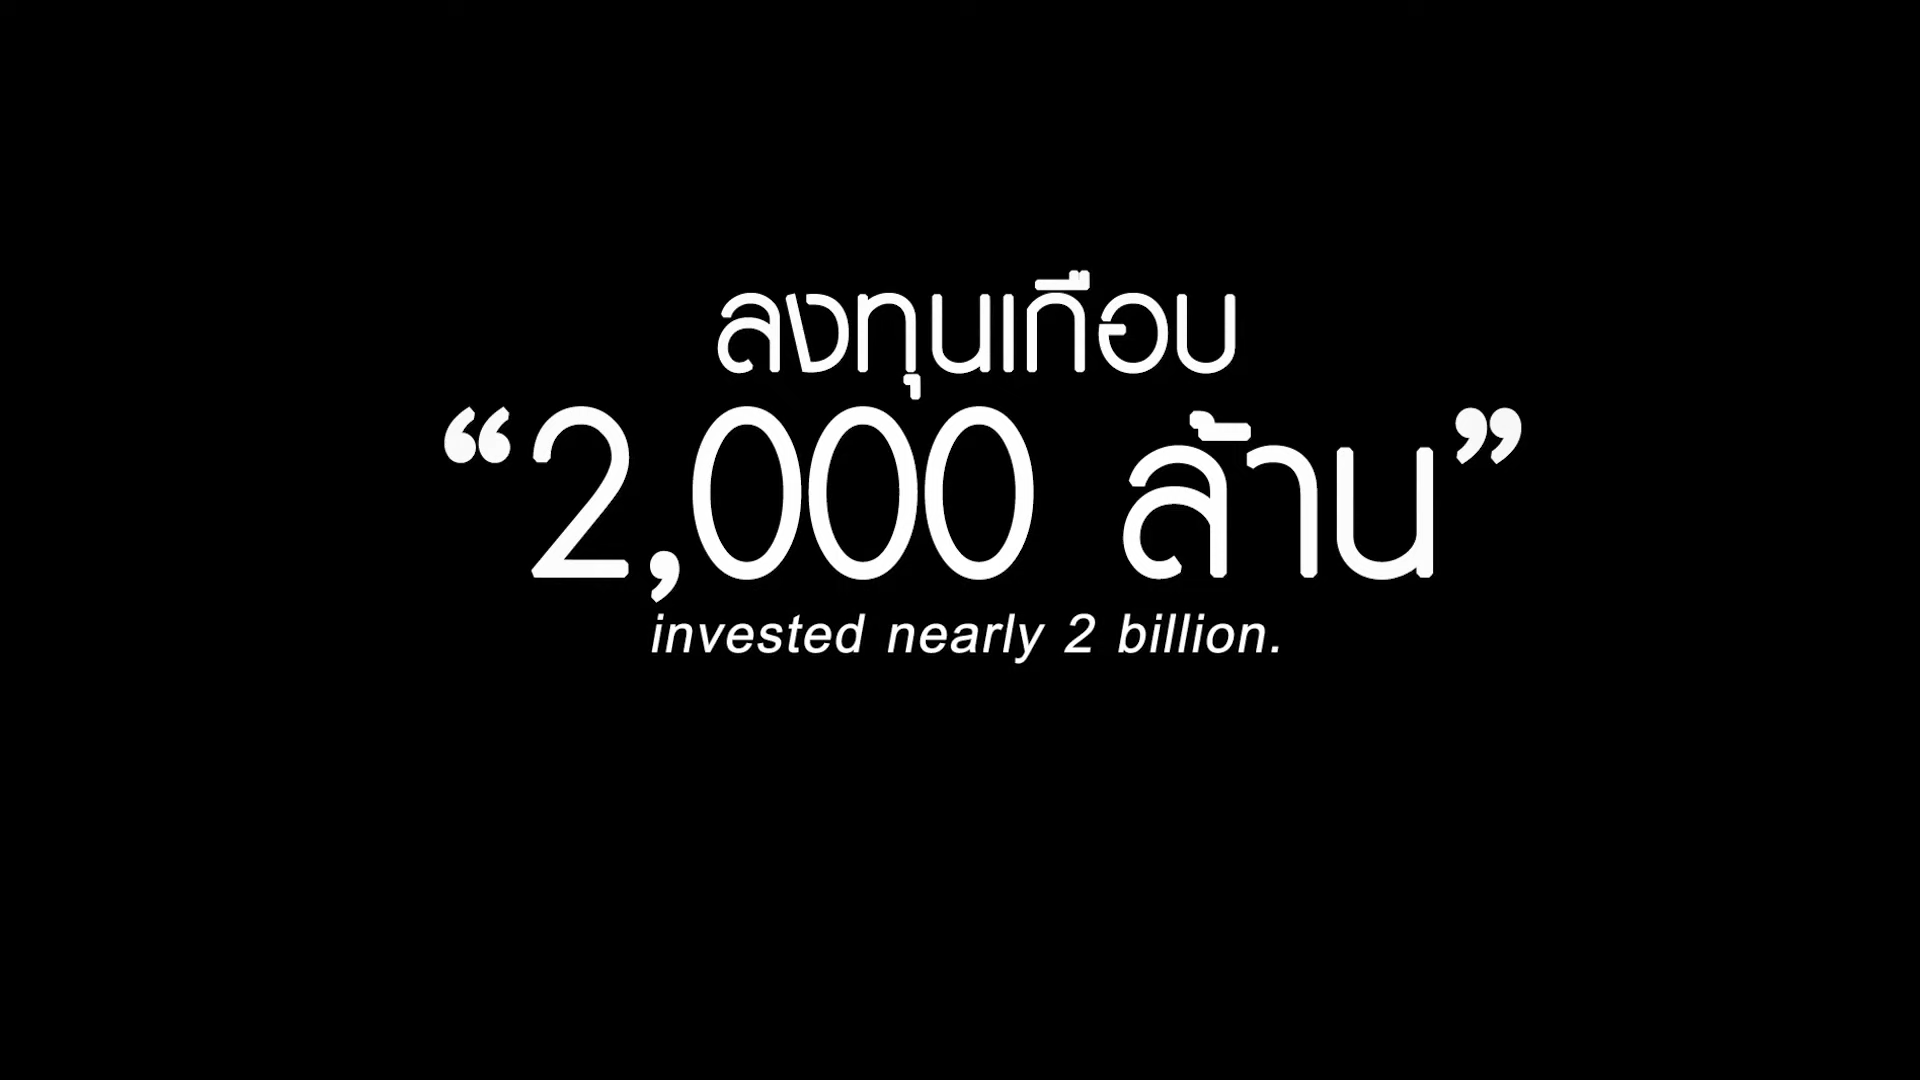 ลงทุนเกือบ
“2,000 ล้าน”
invested nearly 2 billion.